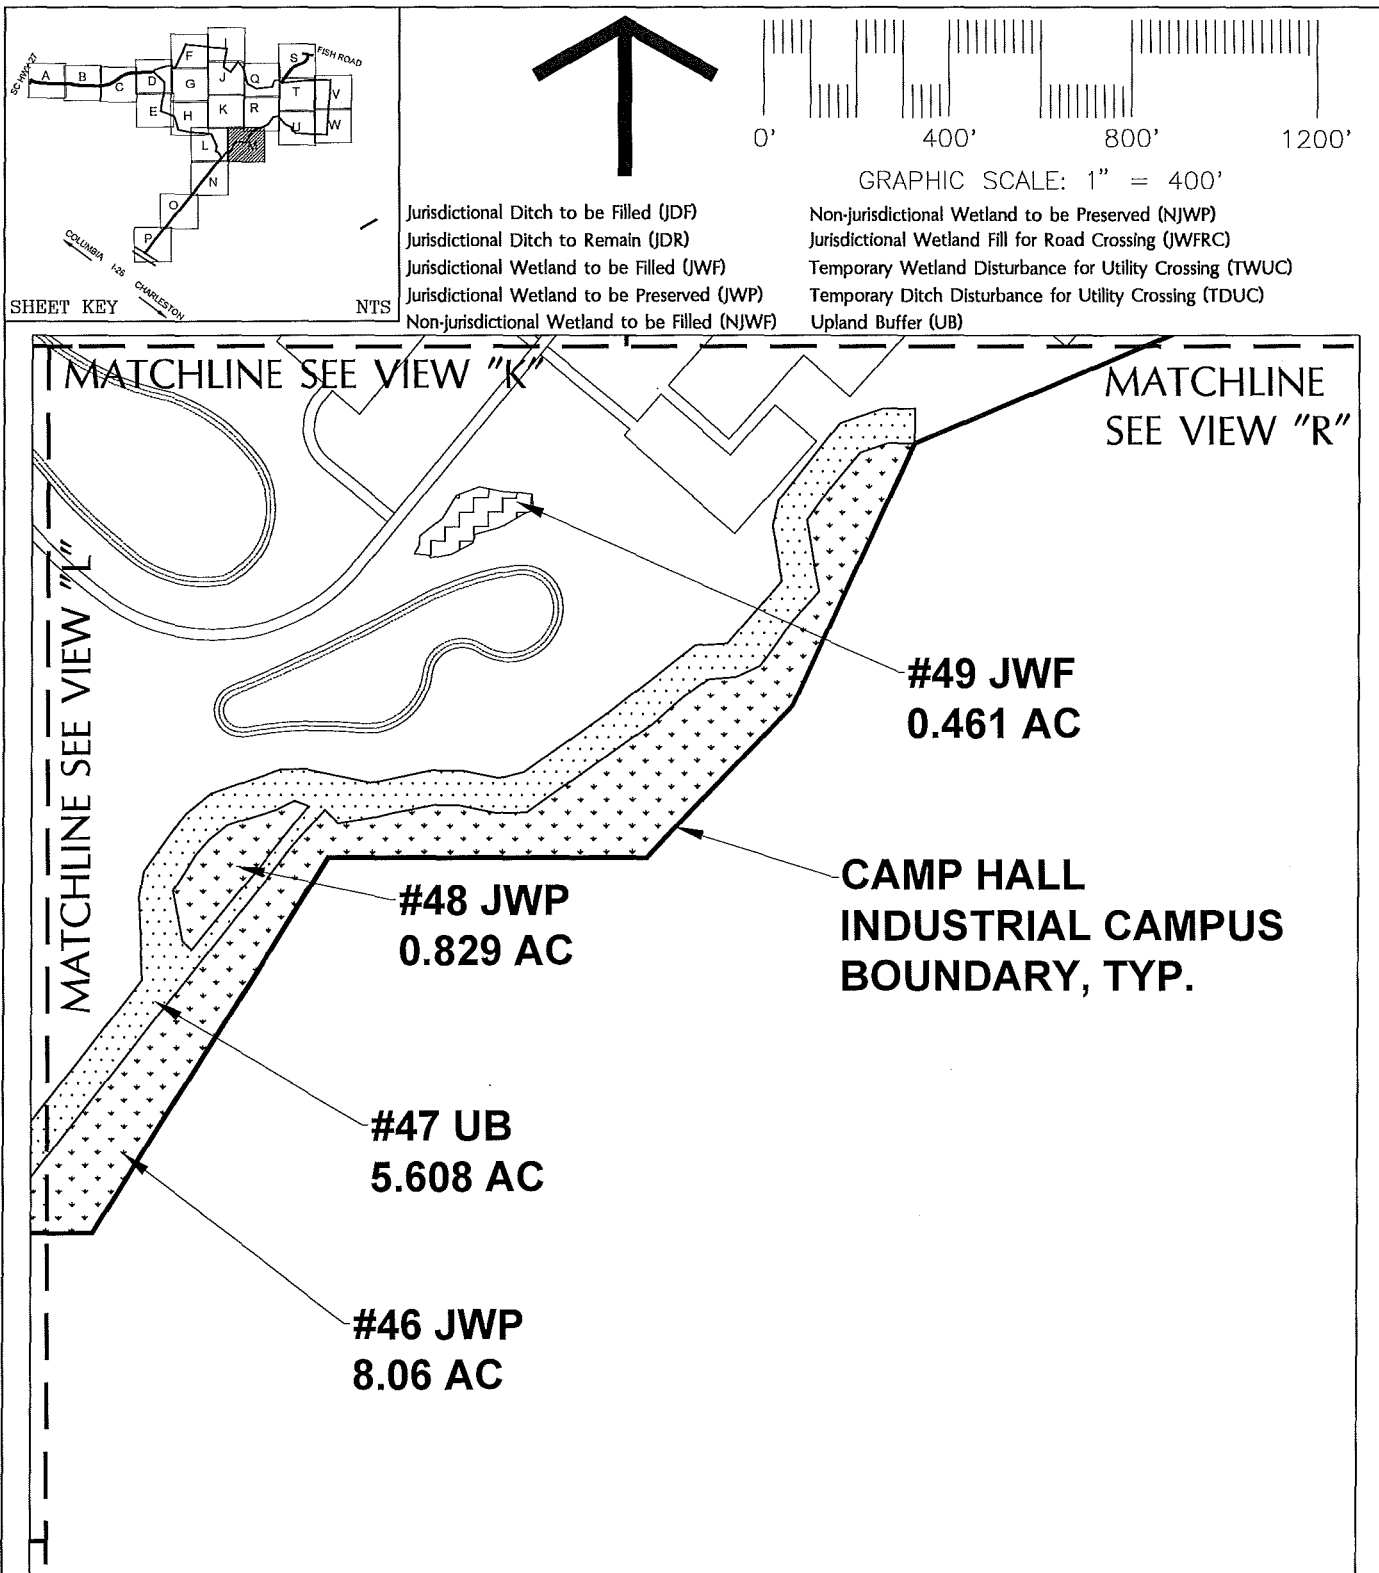 SC HWY 27
A
B
C
D
E
F
G
H
I
J
K
L
M
N
O
P
Q
R
S
T
U
V
W
FISH ROAD
COLUMBIA
I-26
CHARLESTON
SHEET KEY
NTS
0'
400'
800'
1200'
GRAPHIC SCALE: 1" = 400'
Jurisdictional Ditch to be Filled (JDF)
Jurisdictional Ditch to Remain (JDR)
Jurisdictional Wetland to be Filled (JWF)
Jurisdictional Wetland to be Preserved (JWP)
Non-jurisdictional Wetland to be Filled (NJWF)
Non-jurisdictional Wetland to be Preserved (NJWP)
Jurisdictional Wetland Fill for Road Crossing (JWFRC)
Temporary Wetland Disturbance for Utility Crossing (TWUC)
Temporary Ditch Disturbance for Utility Crossing (TDUC)
Upland Buffer (UB)
MATCHLINE SEE VIEW "K"
MATCHLINE
SEE VIEW "R"
MATCHLINE SEE VIEW "L"
#49 JWF
0.461 AC
CAMP HALL
INDUSTRIAL CAMPUS
BOUNDARY, TYP.
#48 JWP
0.829 AC
#47 UB
5.608 AC
#46 JWP
8.06 AC